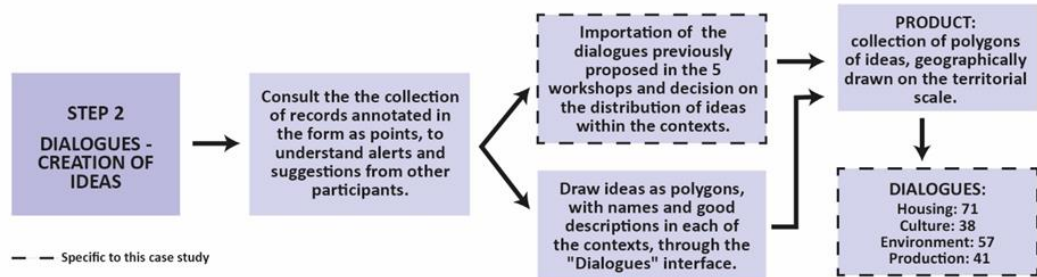 STEP 2
DIALOGUES -
CREATION OF
IDEAS
Consult the the collection
of records annotated
in the form as points, to
understand alerts and
suggestions from other
participants.
Importation of the
dialogues previously
proposed in the 5
workshops and decision on
the distribution of ideas
within the contexts.
Draw ideas as polygons,
with names and good
descriptions in each of
the contexts, through the
"Dialogues" interface.
PRODUCT:
collection of polygons
of ideas, geographically
drawn on the territorial
scale.
DIALOGUES:
Housing: 71
Culture: 38
Environment: 57
Production: 41
Specific to this case study